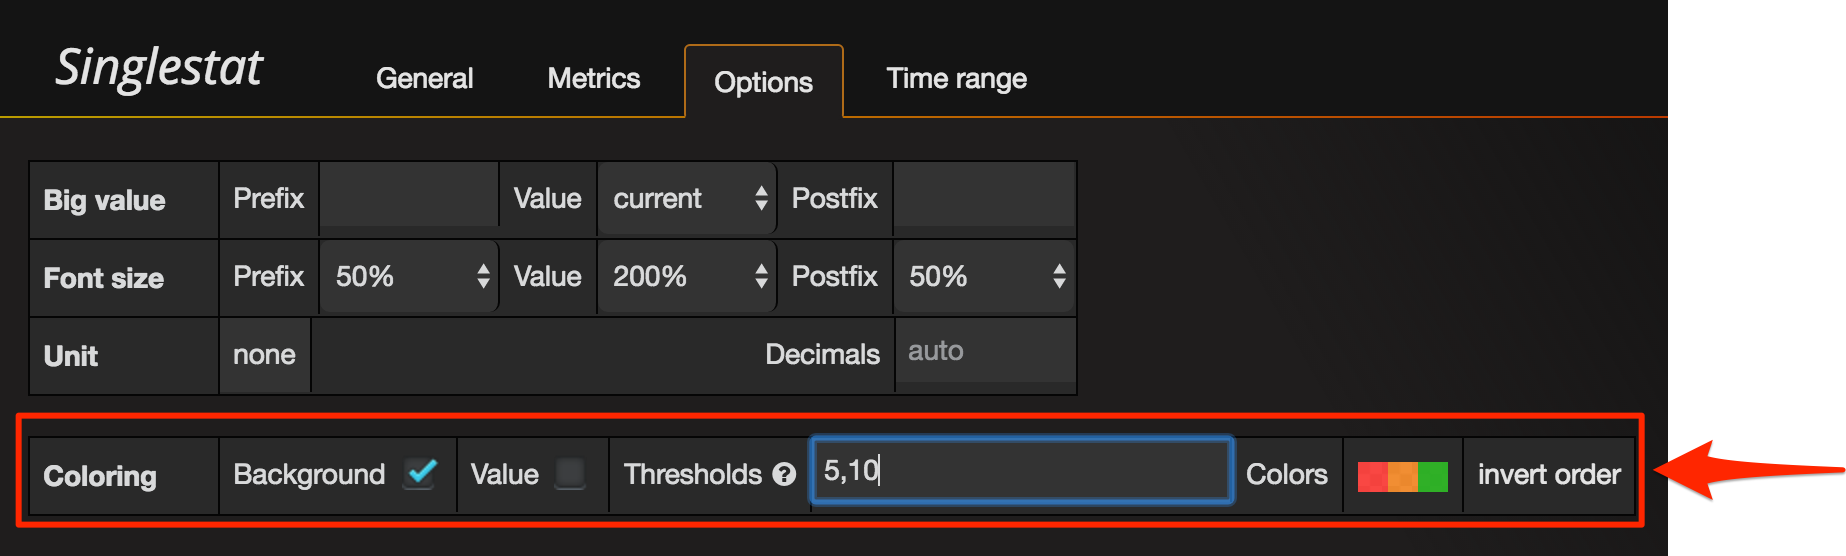 Singlestat General Metrics Options Time range
Big value Prefix Value current Postfix
Font size Prefix 50% Value 200% Postfix 50%
Unit none Decimals auto
Coloring Background Value Thresholds ? 5,10 Colors invert order